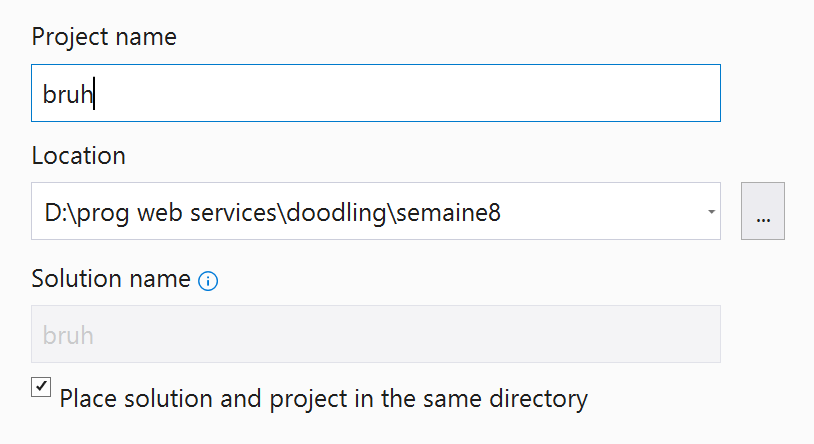 Project name
bruh
Location
D:\prog web services\doodling\semaine8
...
Solution name
bruh
Place solution and project in the same directory